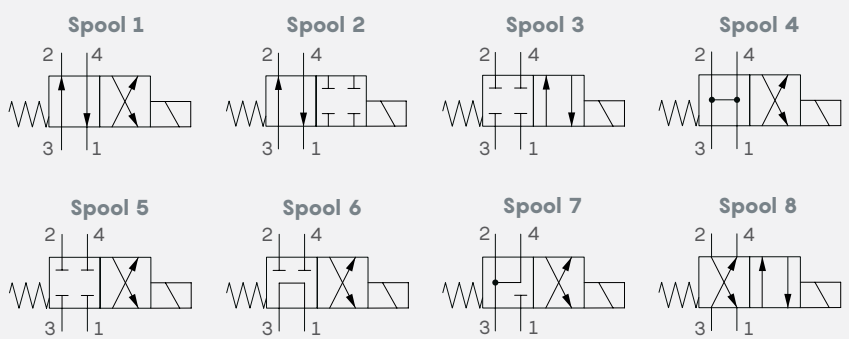 Spool 1 Spool 2 Spool 3 Spool 4
2 4 2 4 2 4 2 4
3 1 3 1 3 1 3 1
Spool 5 Spool 6 Spool 7 Spool 8
2 4 2 4 2 4 2 4
3 1 3 1 3 1 3 1